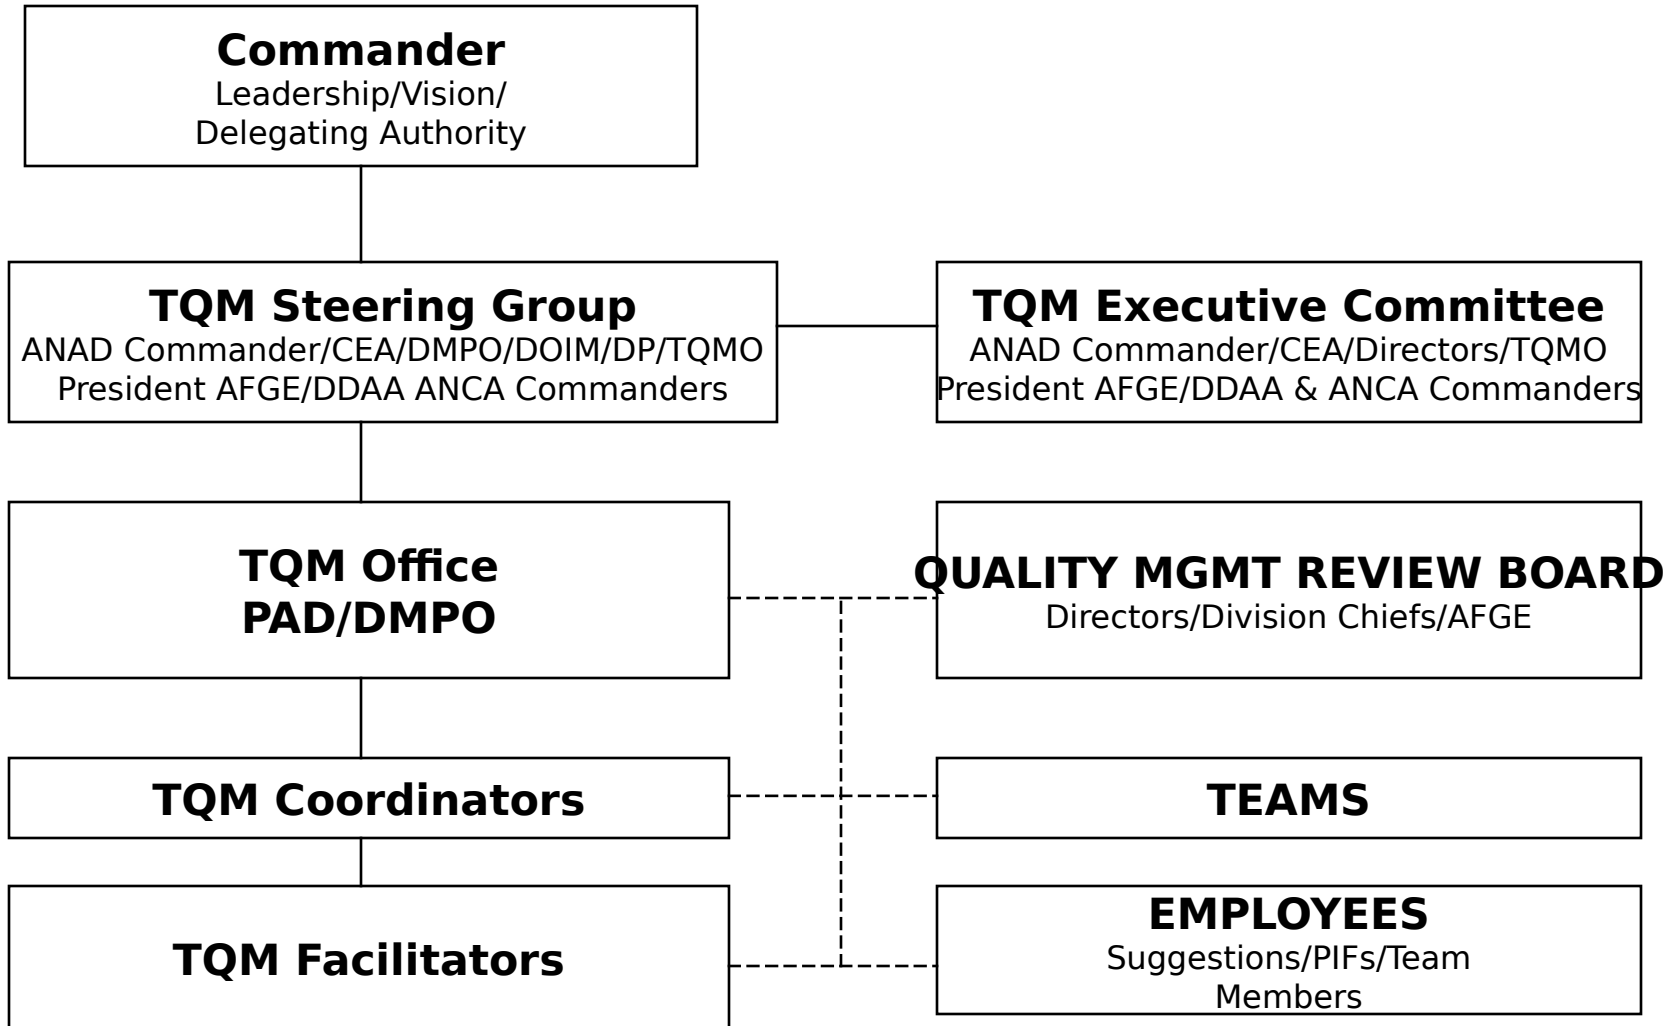 Commander
Leadership/Vision/
Delegating Authority
TQM Steering Group
ANAD Commander/CEA/DMPO/DOIM/DP/TQMO
President AFGE/DDAA ANCA Commanders
TQM Executive Committee
ANAD Commander/CEA/Directors/TQMO
President AFGE/DDAA & ANCA Commanders
TQM Office
PAD/DMPO
QUALITY MGMT REVIEW BOARD
Directors/Division Chiefs/AFGE
TQM Coordinators
TEAMS
TQM Facilitators
EMPLOYEES
Suggestions/PIFs/Team
Members